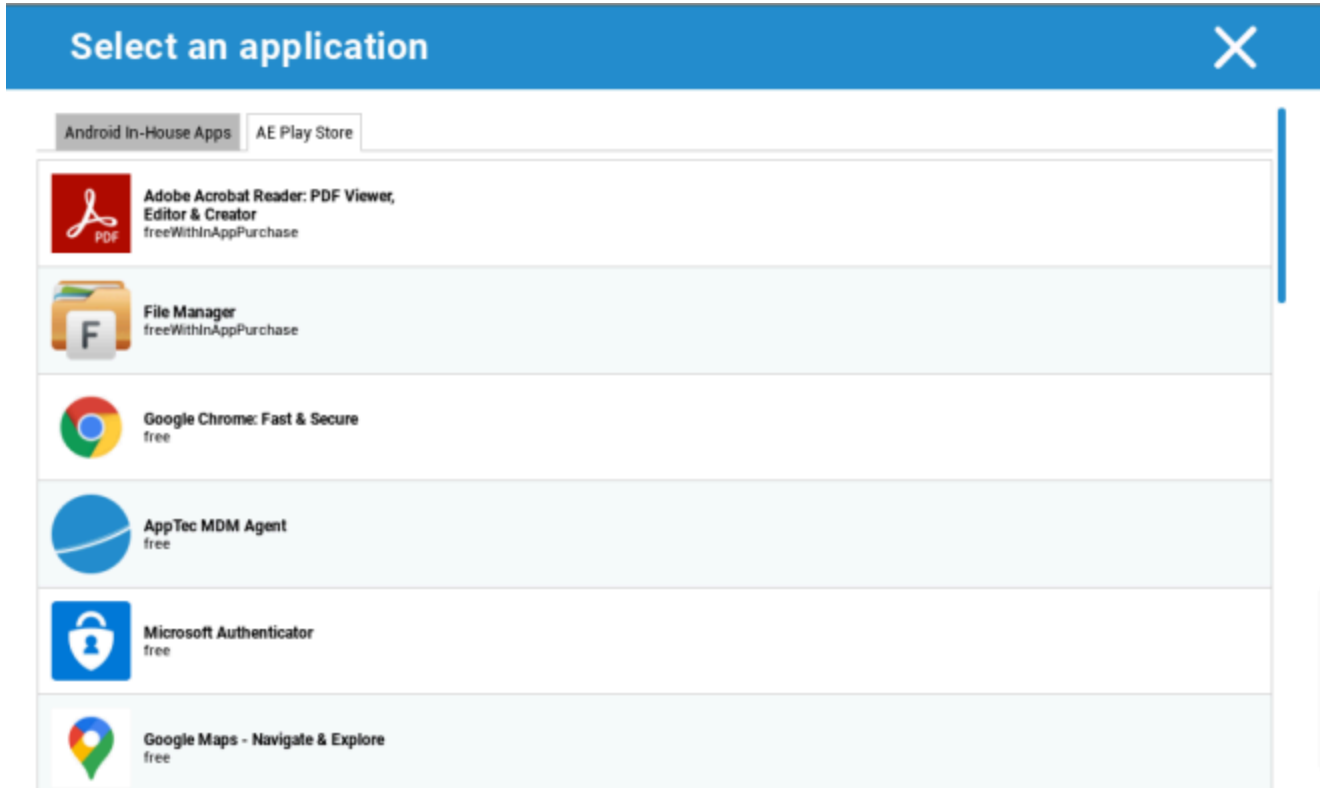 Select an application
Android In-House Apps
AE Play Store
PDF
Adobe Acrobat Reader: PDF Viewer,
Editor & Creator
freeWithInAppPurchase
F
File Manager
freeWithInAppPurchase
Google Chrome: Fast & Secure
free
AppTec MDM Agent
free
Microsoft Authenticator
free
Google Maps - Navigate & Explore
free